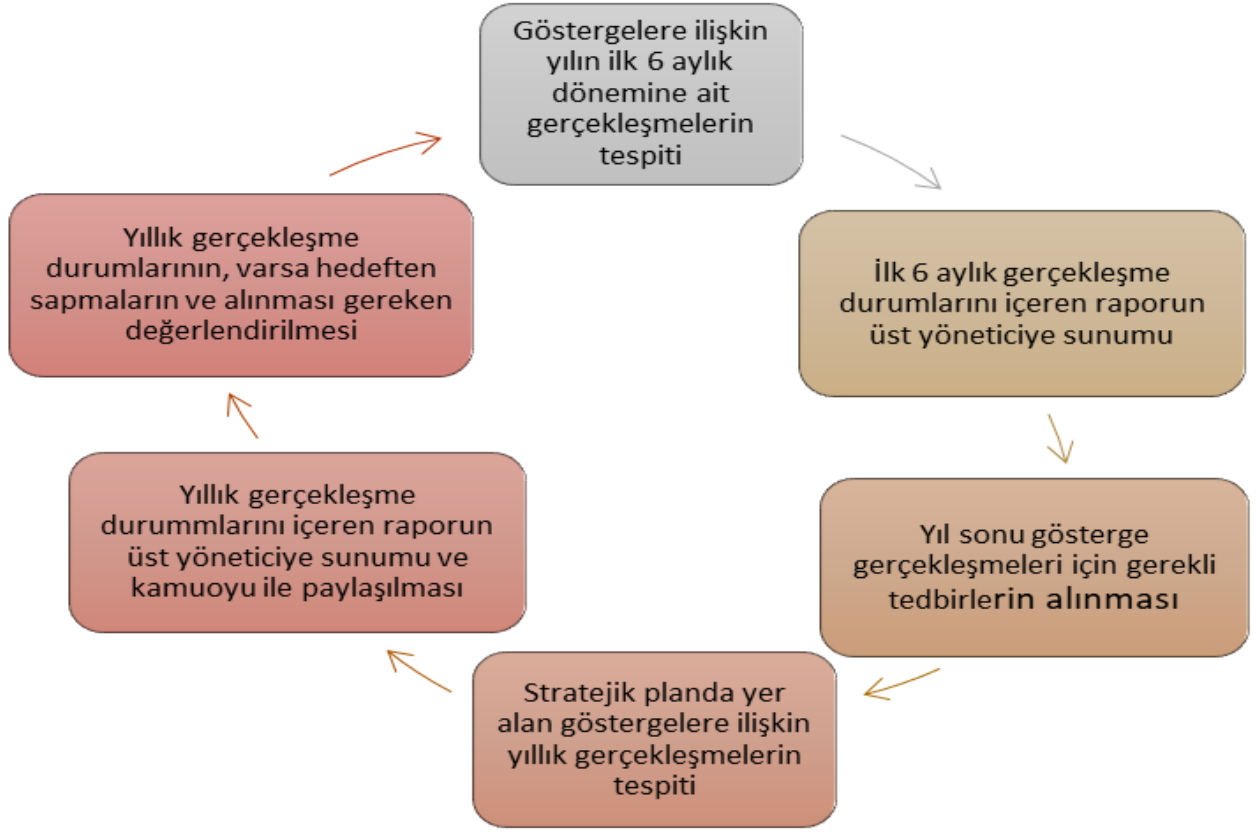 Göstergelere ilişkin
yılın ilk 6 aylık
dönemine ait
gerçekleşmelerin
tespiti
İlk 6 aylık gerçekleşme
durumlarını içeren raporun
üst yöneticiye sunumu
Yıl sonu gösterge
gerçekleşmeleri için gerekli
tedbirlerin alınması
Stratejik planda yer
alan göstergelere ilişkin
yıllık gerçekleşmelerin
tespiti
Yıllık gerçekleşme
durummlarını içeren raporun
üst yöneticiye sunumu ve
kamuoyu ile paylaşılması
Yıllık gerçekleşme
durumlarının, varsa hedeften
sapmaların ve alınması gereken
değerlendirilmesi